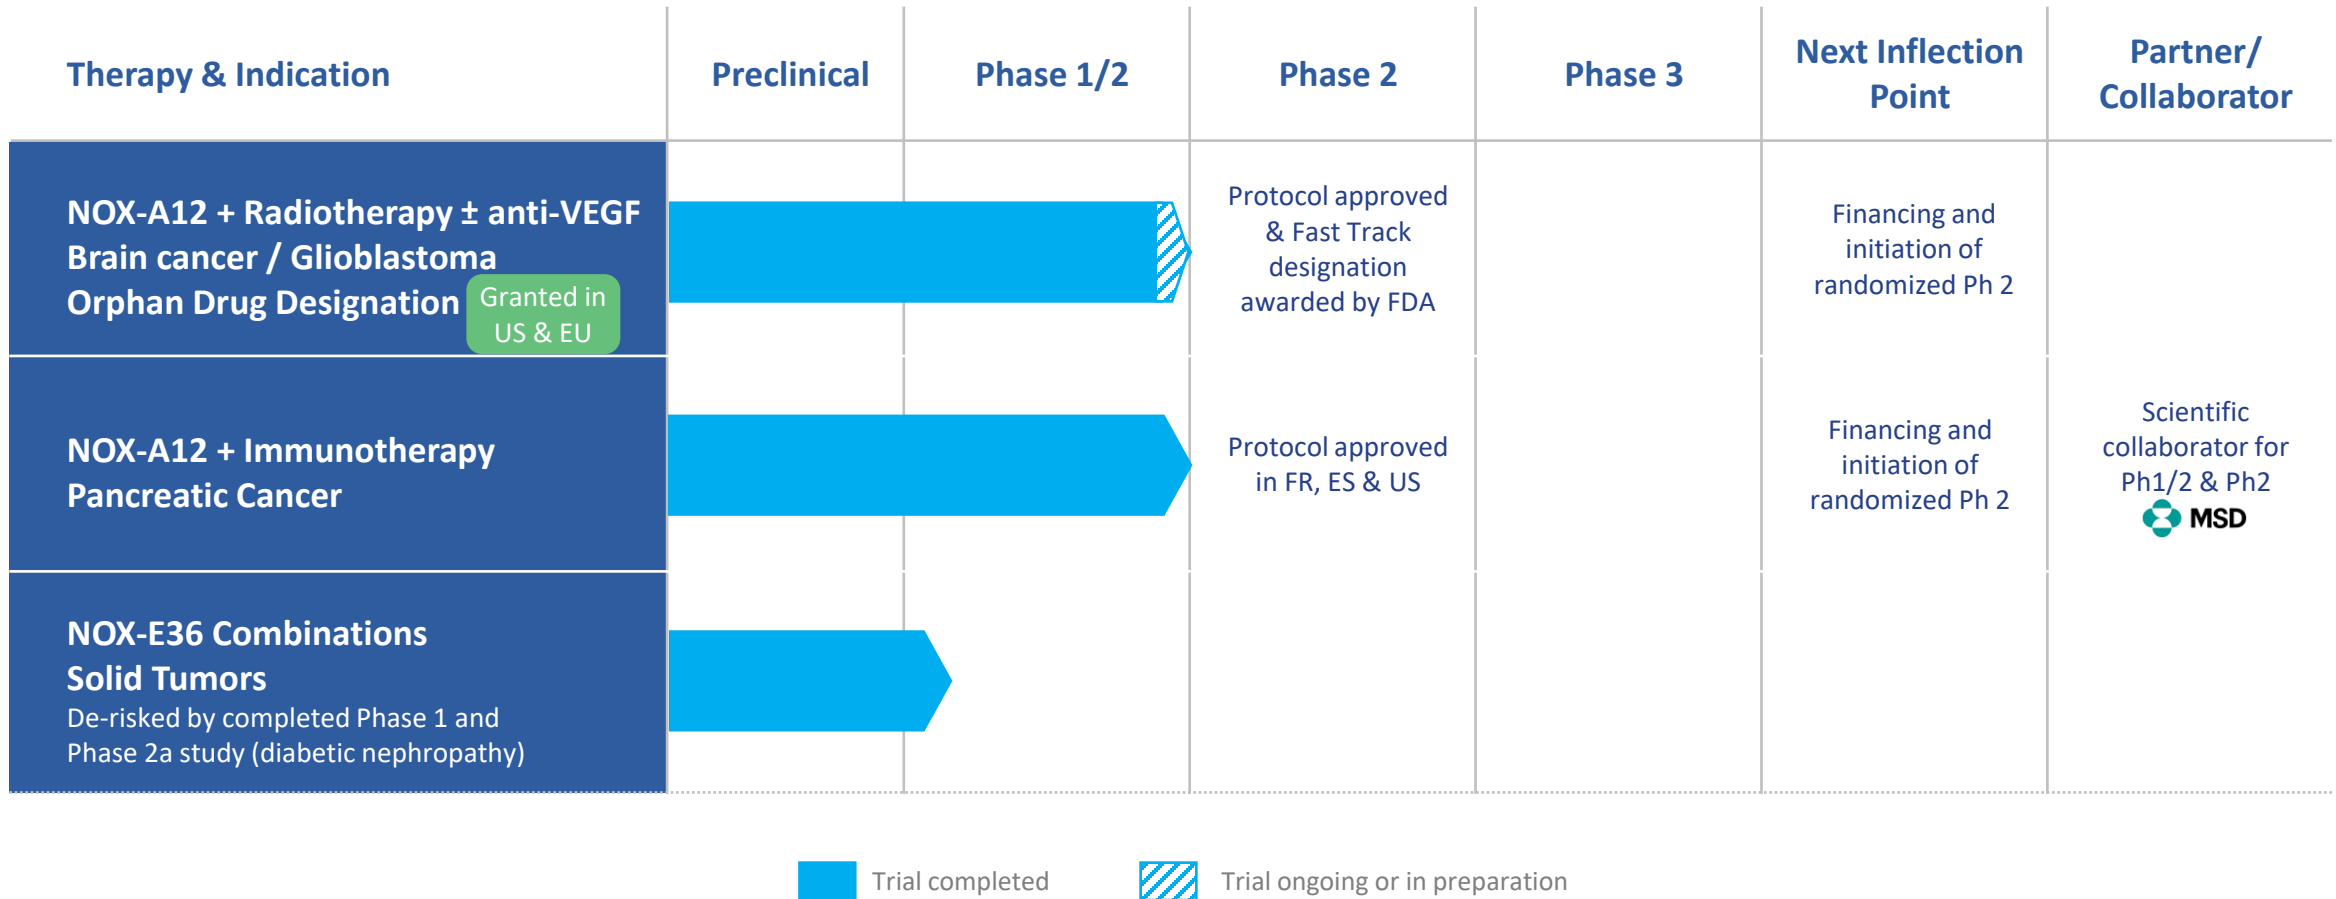 Therapy & Indication
Preclinical
Phase 1/2
Phase 2
Phase 3
Next Inflection
Point
Partner/
Collaborator
NOX-A12 + Radiotherapy ± anti-VEGF
Brain cancer / Glioblastoma
Orphan Drug Designation
Granted in
US & EU
Protocol approved
& Fast Track
designation
awarded by FDA
Financing and
initiation of
randomized Ph 2
NOX-A12 + Immunotherapy
Pancreatic Cancer
Protocol approved
in FR, ES & US
Financing and
initiation of
randomized Ph 2
Scientific
collaborator for
Ph1/2 & Ph2
MSD
NOX-E36 Combinations
Solid Tumors
De-risked by completed Phase 1 and
Phase 2a study (diabetic nephropathy)
Trial completed
Trial ongoing or in preparation